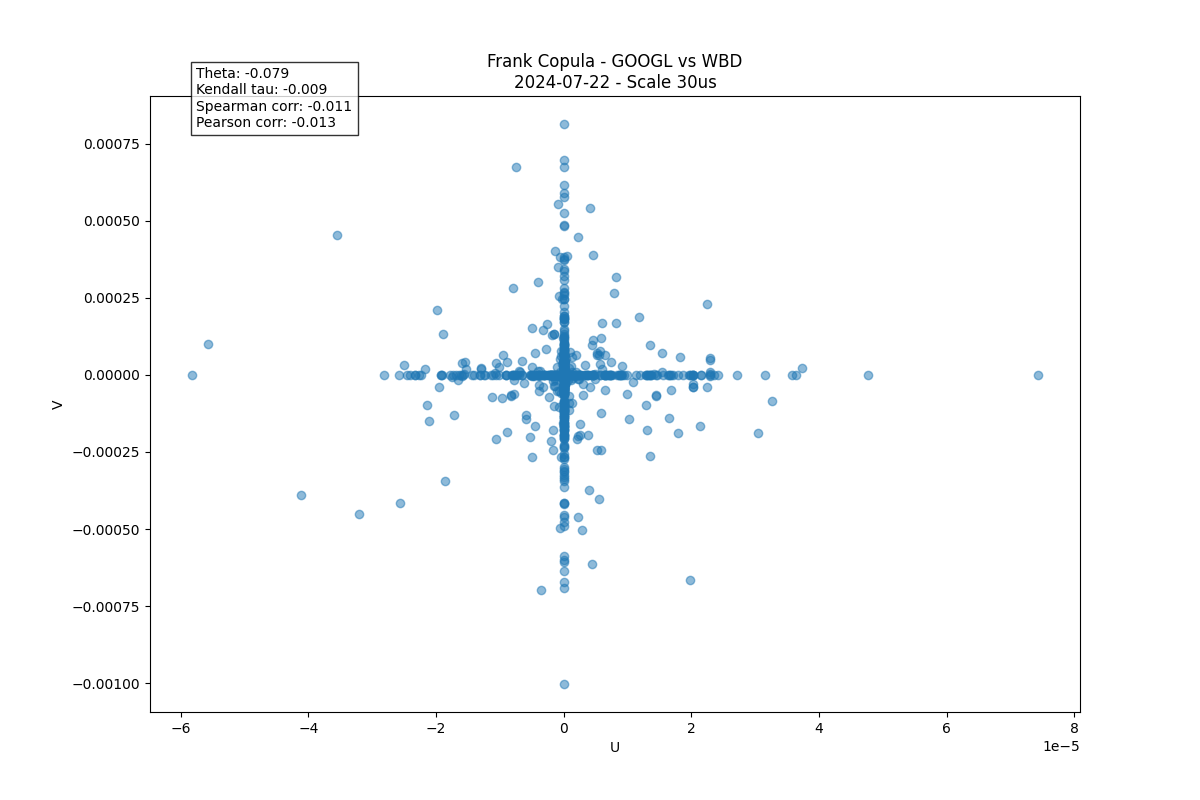 Frank Copula - GOOGL vs WBD
2024-07-22 - Scale 30us
Theta: -0.079
Kendall tau: -0.009
Spearman corr: -0.011
Pearson corr: -0.013
0.00075
0.00050
0.00025
0.00000
−0.00025
−0.00050
−0.00075
−0.00100
V
−6
−4
−2
0
2
4
6
8
1e−5
U